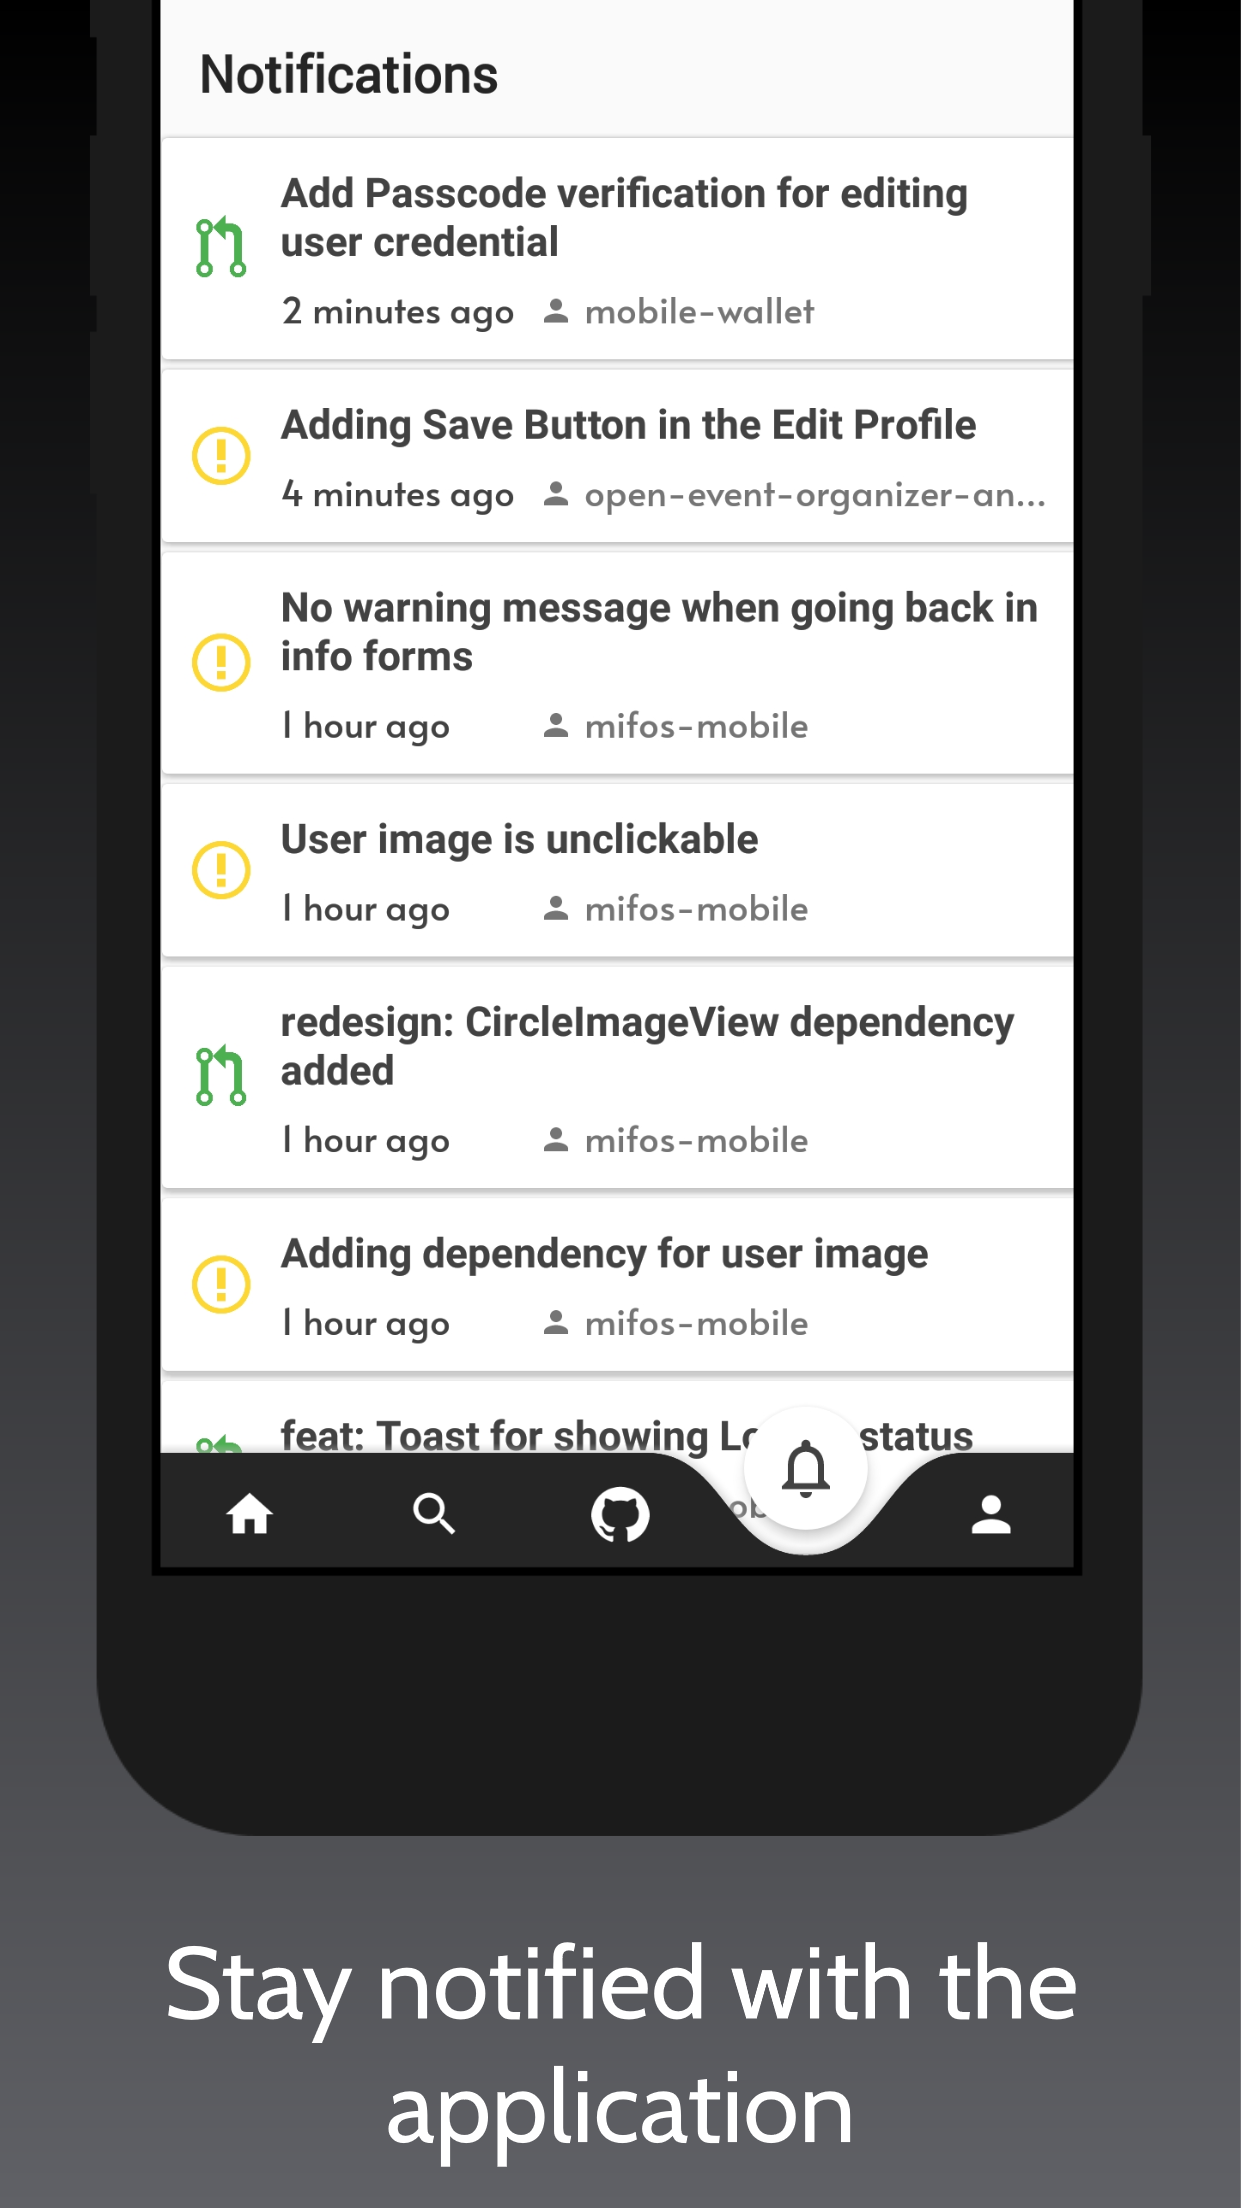 Notifications
Add Passcode verification for editing
user credential
2 minutes ago mobile-wallet
Adding Save Button in the Edit Profile
4 minutes ago open-event-organizer-an...
No warning message when going back in
info forms
1 hour ago mifos-mobile
User image is unclickable
1 hour ago mifos-mobile
redesign: CircleImageView dependency
added
1 hour ago mifos-mobile
Adding dependency for user image
1 hour ago mifos-mobile
feat: Toast for showing status
Stay notified with the
application